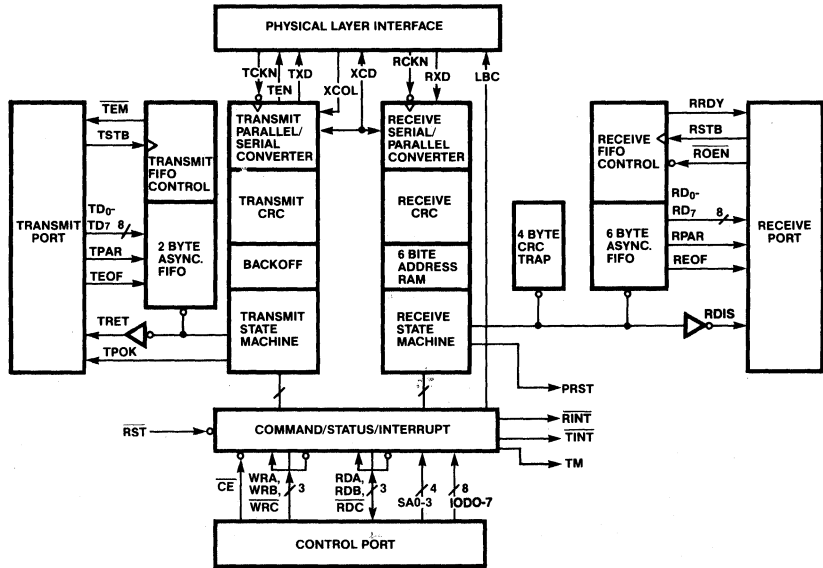 PHYSICAL LAYER INTERFACE
TCKN
TEN
TXD
XCOL
XCD
RCKN
RXD
LBC
TRANSMIT PORT
TEM
TSTB
TD0-
TD7 8
TPAR
TEOF
TRET
TPOK
TRANSMIT
FIFO
CONTROL
2 BYTE
ASYNC.
FIFO
TRANSMIT
PARALLEL/
SERIAL
CONVERTER
TRANSMIT
CRC
BACKOFF
TRANSMIT
STATE
MACHINE
RECEIVE
SERIAL/
PARALLEL
CONVERTER
RECEIVE
CRC
6 BITE
ADDRESS
RAM
RECEIVE
STATE
MACHINE
4 BYTE
CRC
TRAP
RECEIVE
FIFO
CONTROL
6 BYTE
ASYNC.
FIFO
RRDY
RSTB
ROEN
RD0-
RD7 8
RPAR
REOF
RDIS
RECEIVE
PORT
PRST
RST
COMMAND/STATUS/INTERRUPT
RINT
TINT
TM
CE
WRA,
WRB,
WRC
3
RDA,
RDB,
RDC
3
4
SA0-3
8
IODO-7
CONTROL PORT